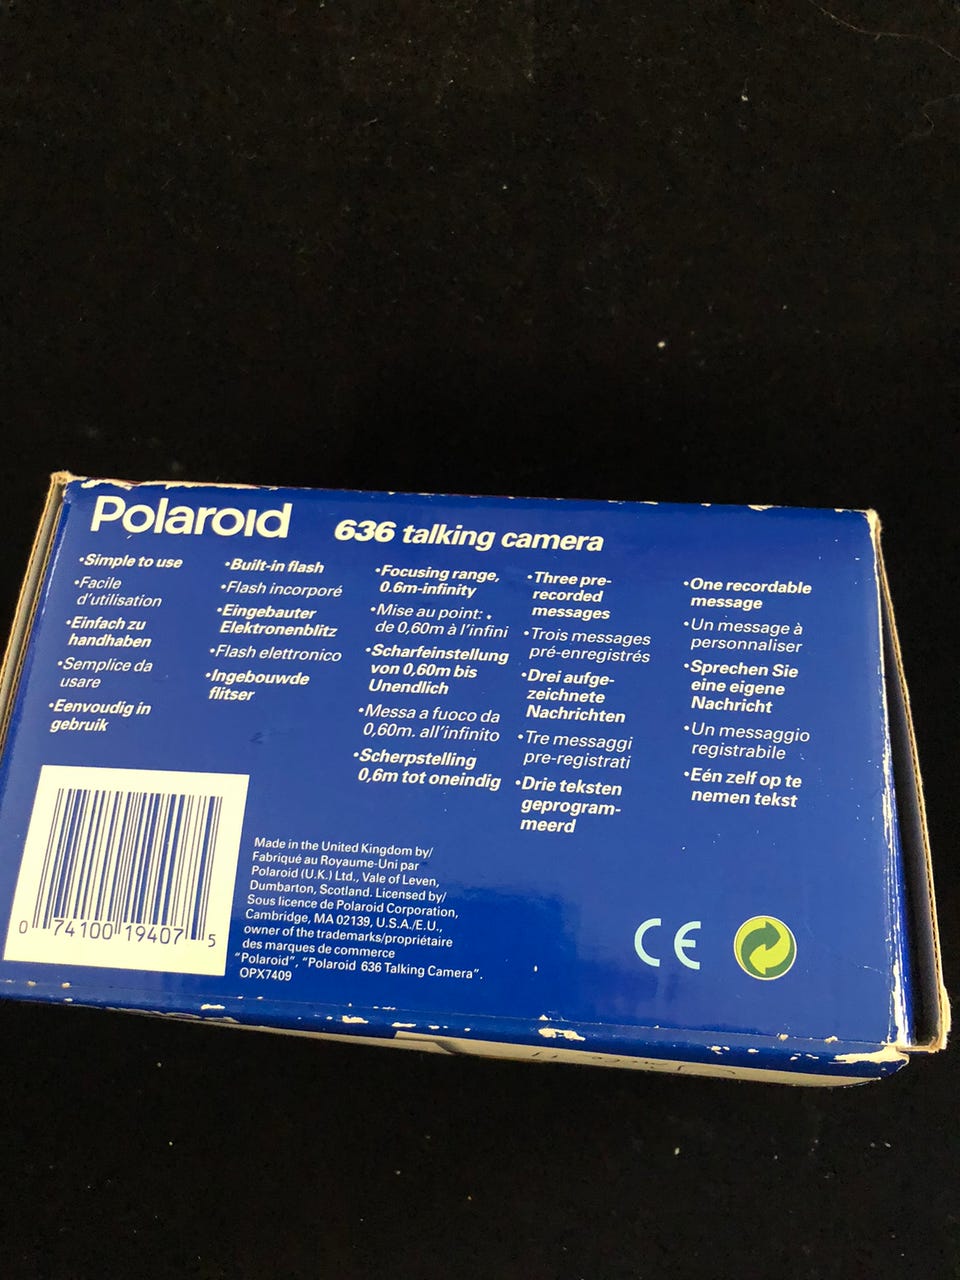 Polaroid
636 talking camera
•Simple to use
•Facile
d'utilisation
•Einfach zu
handhaben
•Semplice da
usare
•Eenvoudig in
gebruik
•Built-in flash
•Flash incorporé
•Eingebauter
Elektronenblitz
•Flash elettronico
•Ingebouwde
flitser
•Focusing range,
0.6m-infinity
•Mise au point:
de 0,60m à l'infini
•Scharfeinstellung
von 0,60m bis
Unendlich
•Messa a fuoco da
0,60m. all'infinito
•Scherpstelling
0,6m tot oneindig
•Three pre-
recorded
messages
•Trois messages
pré-enregistrés
•Drei aufge-
zeichnete
Nachrichten
•Tre messaggi
pre-registrati
•Drie teksten
geprogram-
meerd
•One recordable
message
•Un message à
personnaliser
•Sprechen Sie
eine eigene
Nachricht
•Un messaggio
registrabile
•Eén zelf op te
nemen tekst
0 74100 19407 5
Made in the United Kingdom by/
Fabriqué au Royaume-Uni par
Polaroid (U.K.) Ltd., Vale of Leven,
Dumbarton, Scotland. Licensed by/
Sous licence de Polaroid Corporation,
Cambridge, MA 02139, U.S.A./E.U.,
owner of the trademarks/propriétaire
des marques de commerce
"Polaroid", "Polaroid 636 Talking Camera".
OPX7409
CE